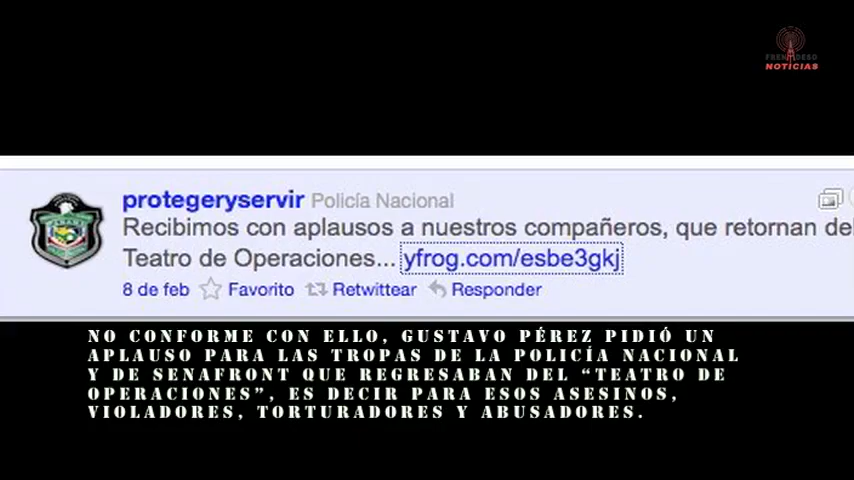 FRENADESO
NOTICIAS
protegeryservir Policía Nacional
Recibimos con aplausos a nuestros compañeros, que retornan del
Teatro de Operaciones... yfrog.com/esbe3gkj
8 de feb Favorito Retwittear Responder
NO CONFORME CON ELLO, GUSTAVO PÉREZ PIDIÓ UN
APLAUSO PARA LAS TROPAS DE LA POLICÍA NACIONAL
Y DE SENAFRONT QUE REGRESABAN DEL “TEATRO DE
OPERACIONES”, ES DECIR PARA ESOS ASESINOS,
VIOLADORES, TORTURADORES Y ABUSADORES.